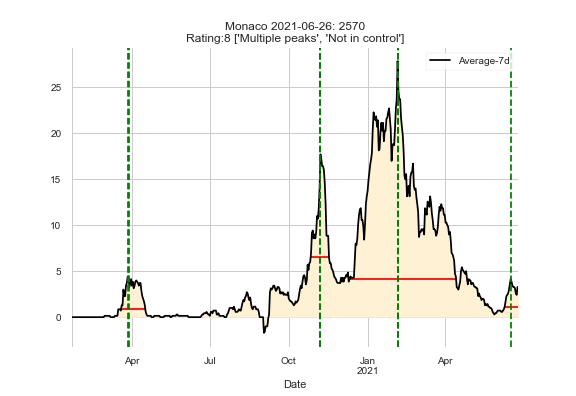 Monaco 2021-06-26: 2570
Rating:8 ['Multiple peaks', 'Not in control']
Average-7d
25
20
15
10
5
0
Apr
Jul
Oct
Jan
2021
Apr
Date